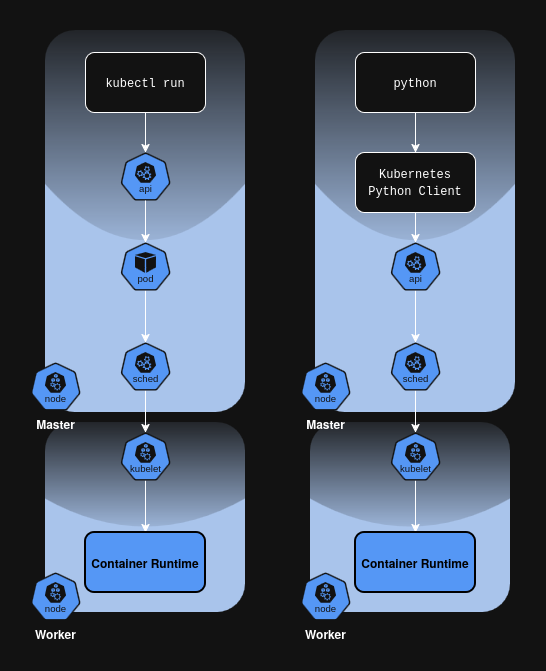 kubectl run
api
pod
sched
node
Master
kubelet
Container Runtime
node
Worker
python
Kubernetes
Python Client
api
sched
node
Master
kubelet
Container Runtime
node
Worker